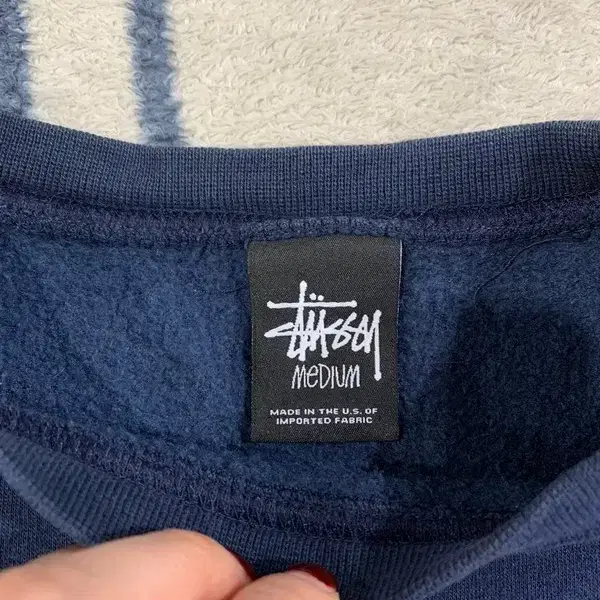 Stüssy
MEDIUM
MADE IN THE U.S. OF
IMPORTED FABRIC